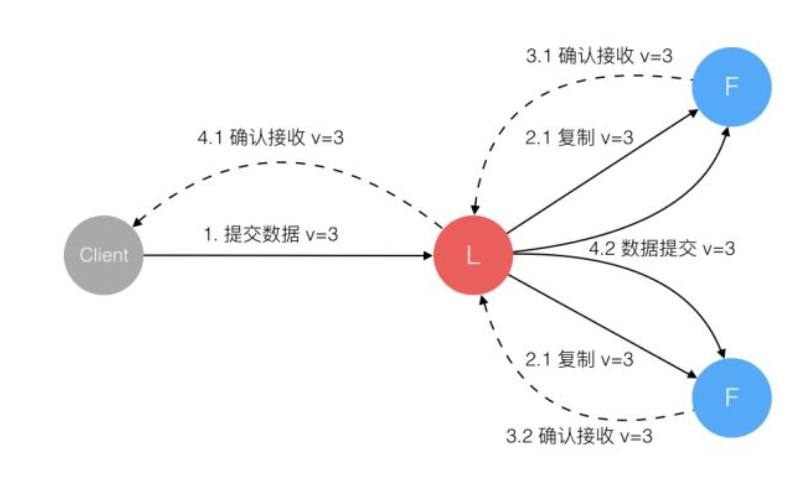 3.1 确认接收 v=3
F
4.1 确认接收 v=3
2.1 复制 v=3
1. 提交数据 v=3
Client
L
4.2 数据提交 v=3
2.1 复制 v=3
F
3.2 确认接收 v=3